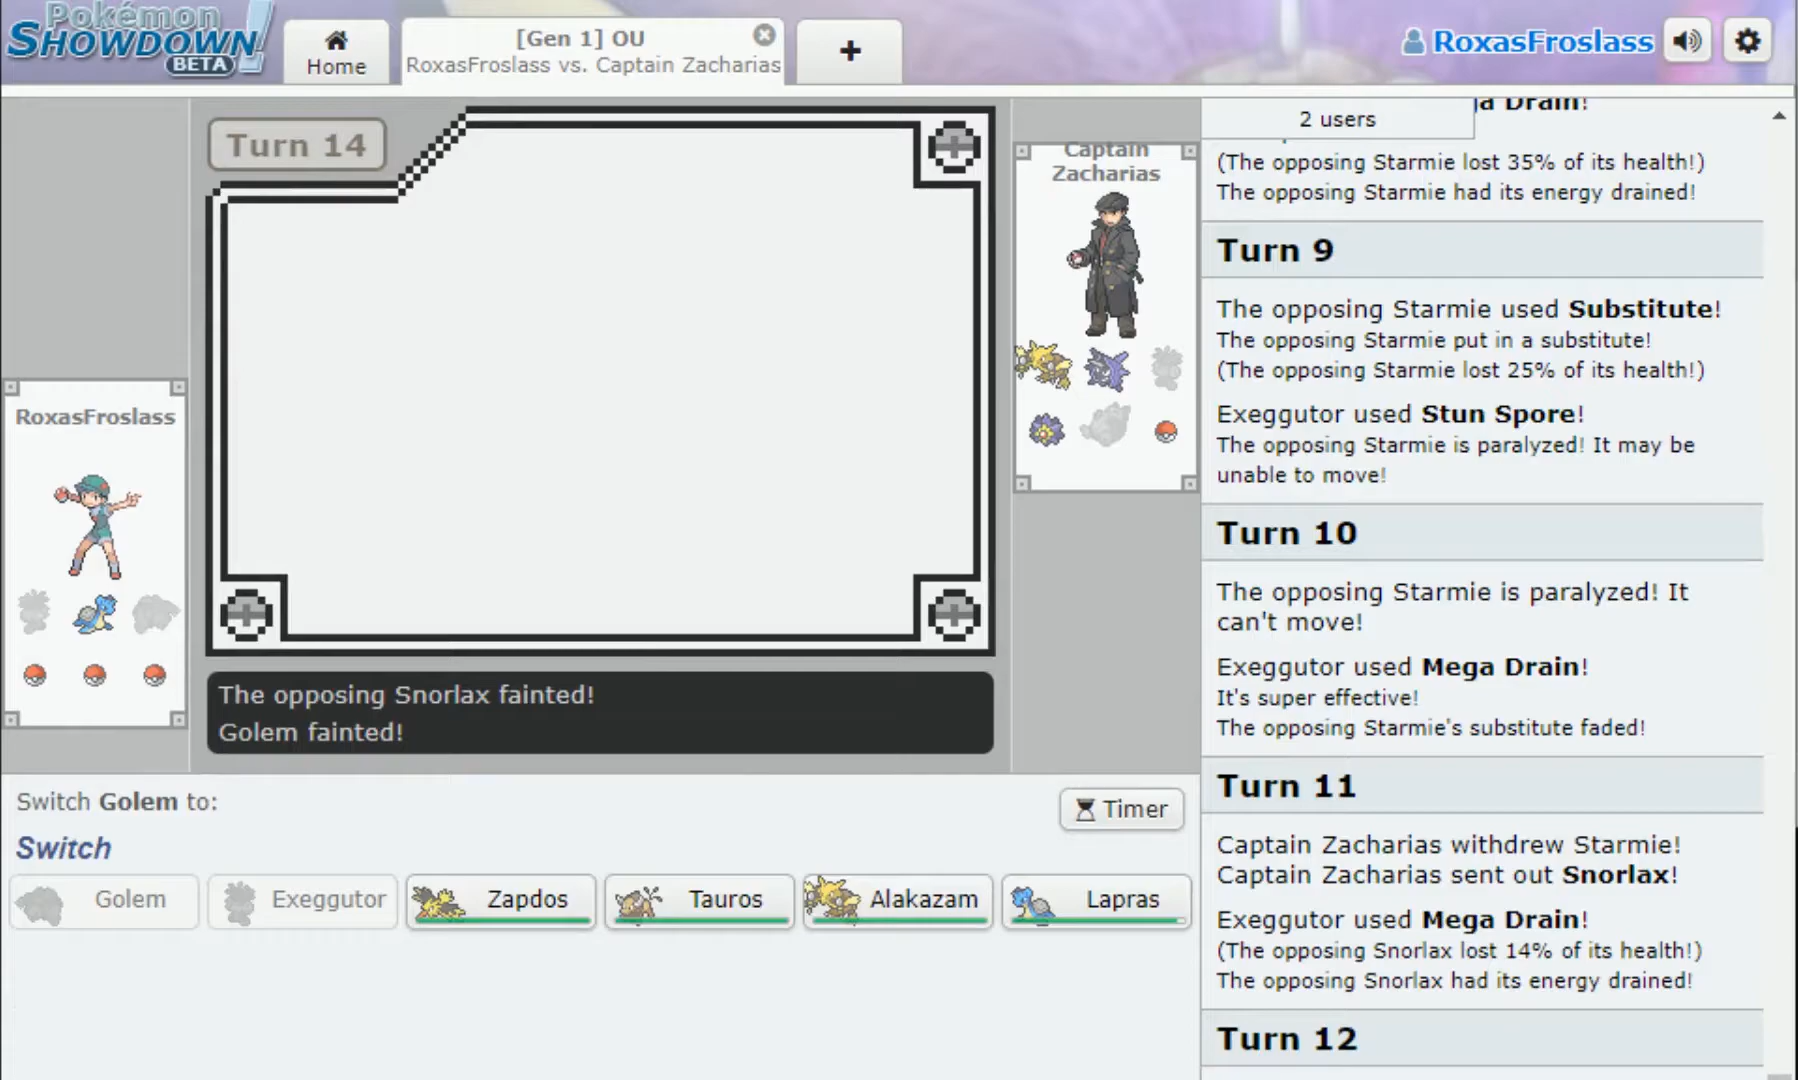 Pokémon
SHOWDOWN!
BETA
Home
[Gen 1] OU
RoxasFroslass vs. Captain Zacharias
+
RoxasFroslass
Turn 14
Captain
Zacharias
RoxasFroslass
The opposing Snorlax fainted!
Golem fainted!
Switch Golem to:
Timer
Switch
Golem
Exeggutor
Zapdos
Tauros
Alakazam
Lapras
2 users
Drain!
(The opposing Starmie lost 35% of its health!)
The opposing Starmie had its energy drained!
Turn 9
The opposing Starmie used Substitute!
The opposing Starmie put in a substitute!
(The opposing Starmie lost 25% of its health!)
Exeggutor used Stun Spore!
The opposing Starmie is paralyzed! It may be
unable to move!
Turn 10
The opposing Starmie is paralyzed! It
can't move!
Exeggutor used Mega Drain!
It's super effective!
The opposing Starmie's substitute faded!
Turn 11
Captain Zacharias withdrew Starmie!
Captain Zacharias sent out Snorlax!
Exeggutor used Mega Drain!
(The opposing Snorlax lost 14% of its health!)
The opposing Snorlax had its energy drained!
Turn 12